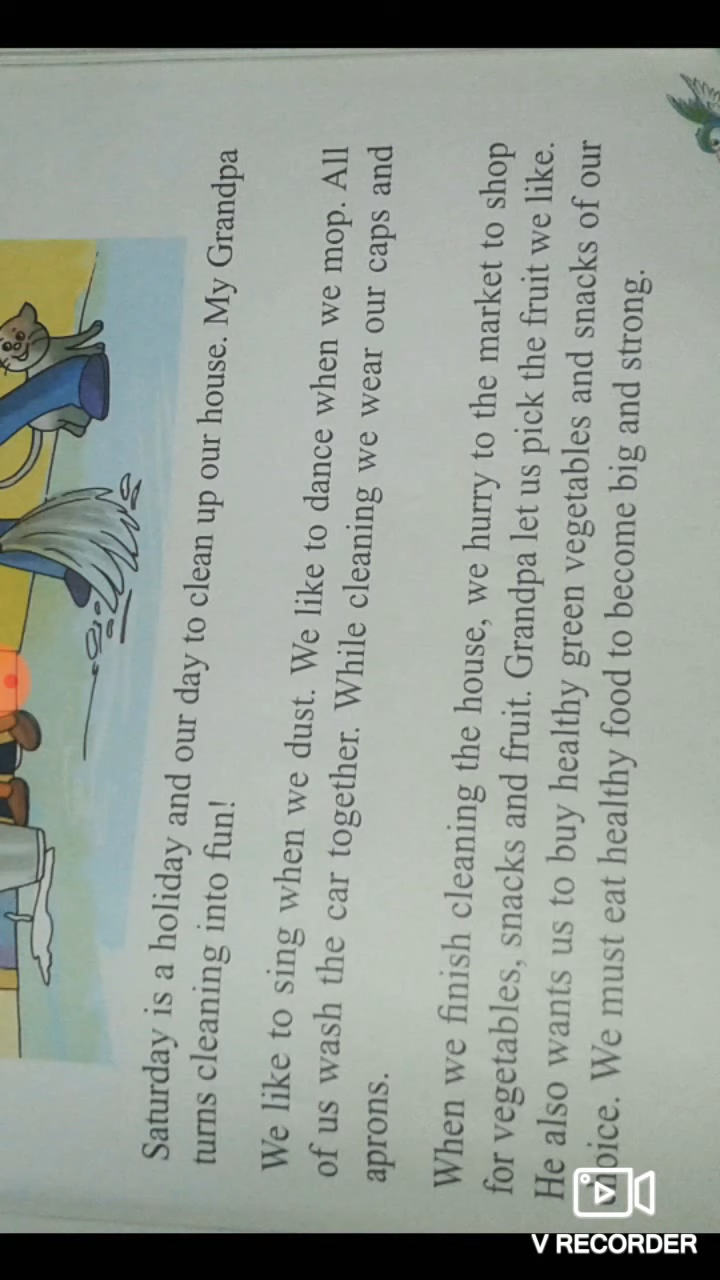 Saturday is a holiday and our day to clean up our house. My Grandpa
turns cleaning into fun!
We like to sing when we dust. We like to dance when we mop. All
of us wash the car together. While cleaning we wear our caps and
aprons.
When we finish cleaning the house, we hurry to the market to shop
for vegetables, snacks and fruit. Grandpa let us pick the fruit we like.
He also wants us to buy healthy green vegetables and snacks of our
choice. We must eat healthy food to become big and strong.
V RECORDER